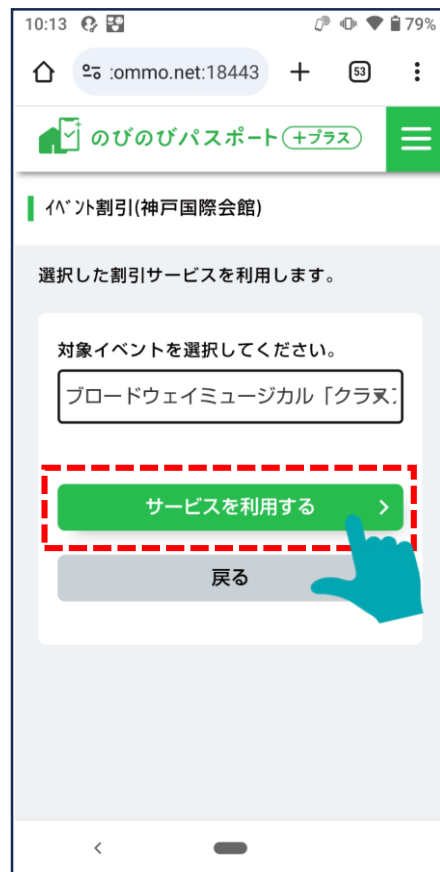 10:13 79%
:ommo.net:18443 53
のびのびパスポート +プラス
イベント割引(神戸国際会館)
選択した割引サービスを利用します。
対象イベントを選択してください。
ブロードウェイミュージカル「クラス
サービスを利用する
戻る